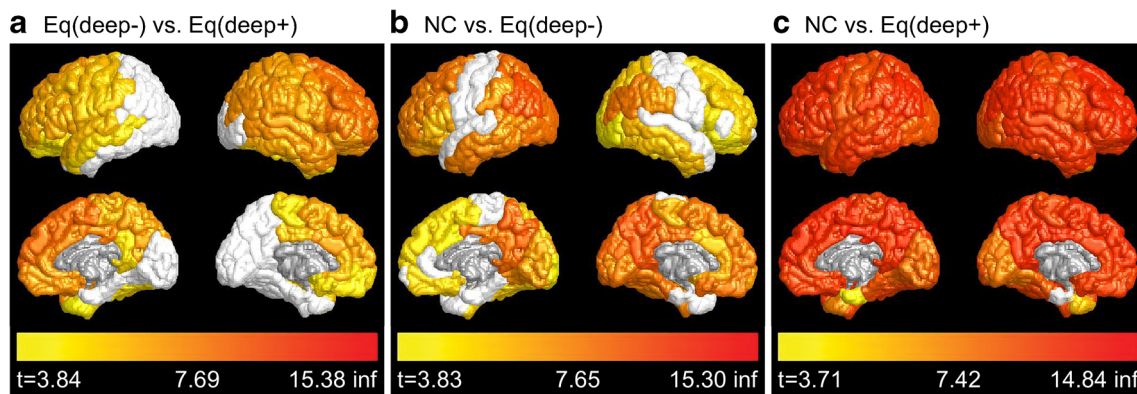 a Eq(deep-) vs. Eq(deep+)
b NC vs. Eq(deep-)
c NC vs. Eq(deep+)
t=3.84 7.69 15.38 inf
t=3.83 7.65 15.30 inf
t=3.71 7.42 14.84 inf